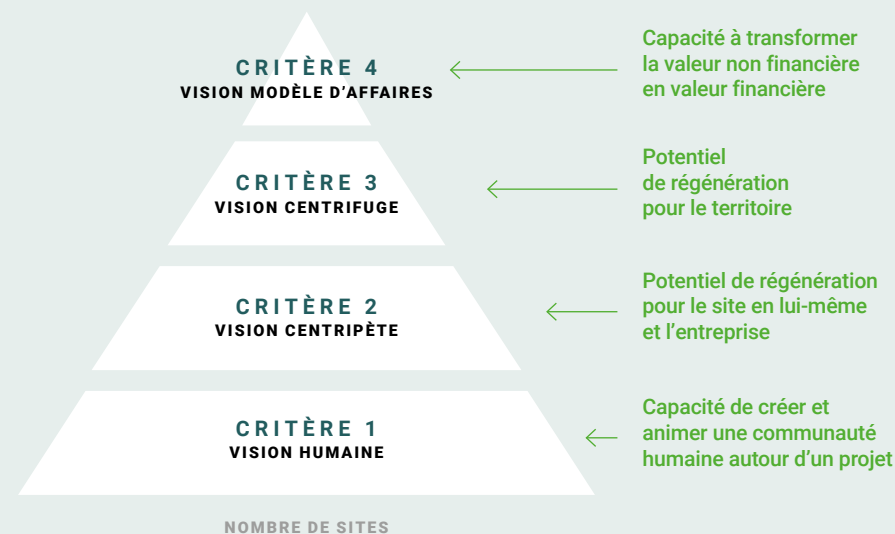 CRITÈRE 4
VISION MODÈLE D’AFFAIRES
Capacité à transformer
la valeur non financière
en valeur financière
CRITÈRE 3
VISION CENTRIFUGE
Potentiel
de régénération
pour le territoire
CRITÈRE 2
VISION CENTRIPÈTE
Potentiel de régénération
pour le site en lui-même
et l’entreprise
CRITÈRE 1
VISION HUMAINE
Capacité de créer et
animer une communauté
humaine autour d’un projet
NOMBRE DE SITES